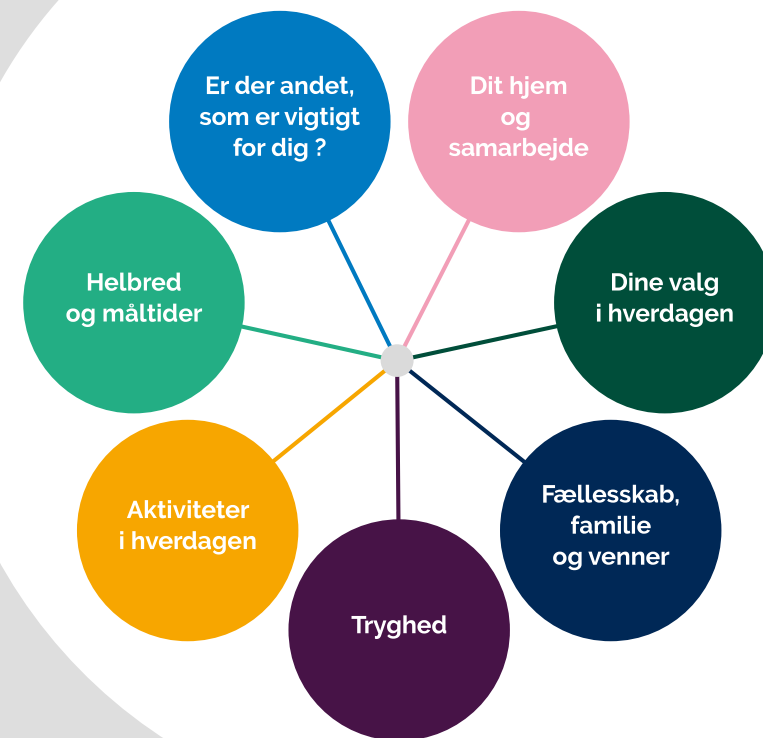 Er der andet,
som er vigtigt
for dig ?
Dit hjem
og
samarbejde
Helbred
og måltider
Dine valg
i hverdagen
Aktiviteter
i hverdagen
Fællesskab,
familie
og venner
Tryghed